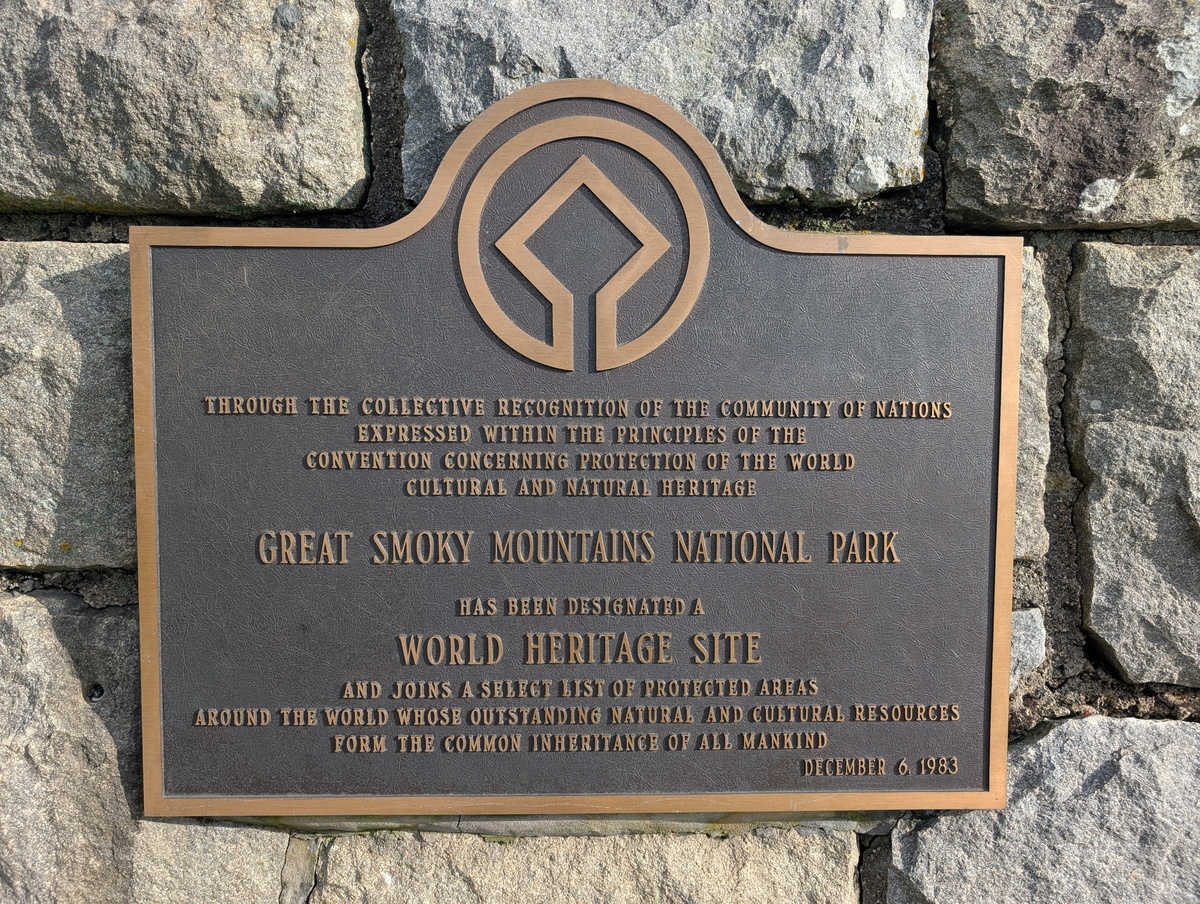 THROUGH THE COLLECTIVE RECOGNITION OF THE COMMUNITY OF NATIONS
EXPRESSED WITHIN THE PRINCIPLES OF THE
CONVENTION CONCERNING PROTECTION OF THE WORLD
CULTURAL AND NATURAL HERITAGE
GREAT SMOKY MOUNTAINS NATIONAL PARK
HAS BEEN DESIGNATED A
WORLD HERITAGE SITE
AND JOINS A SELECT LIST OF PROTECTED AREAS
AROUND THE WORLD WHOSE OUTSTANDING NATURAL AND CULTURAL RESOURCES
FORM THE COMMON INHERITANCE OF ALL MANKIND
DECEMBER 6, 1983